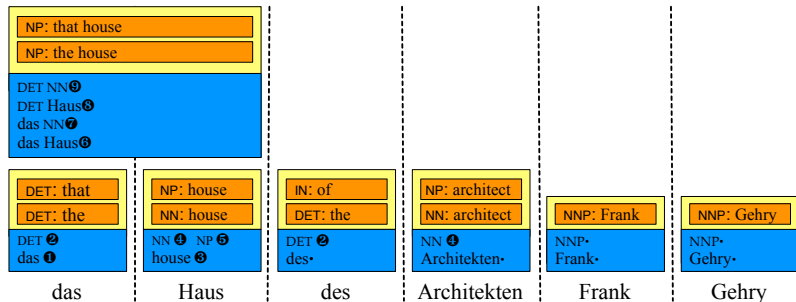 NP: that house
NP: the house
DET NN❾
DET Haus❽
das NN❼
das Haus❻
DET: that
DET: the
DET ❷
das ❶
NP: house
NN: house
NN ❹ NP ❺
house ❸
IN: of
DET: the
DET ❷
des•
NP: architect
NN: architect
NN ❹
Architekten•
NNP: Frank
NNP•
Frank•
NNP: Gehry
NNP•
Gehry•
das Haus des Architekten Frank Gehry